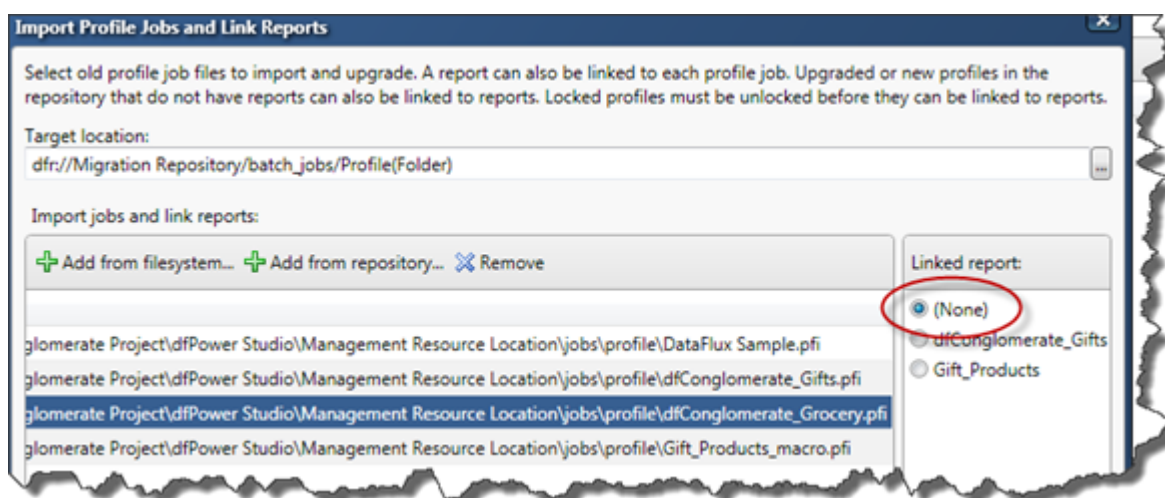 Import Profile Jobs and Link Reports
Select old profile job files to import and upgrade. A report can also be linked to each profile job. Upgraded or new profiles in the
repository that do not have reports can also be linked to reports. Locked profiles must be unlocked before they can be linked to reports.
Target location:
dfr://Migration Repository/batch_jobs/Profile(Folder)
...
Import jobs and link reports:
Add from filesystem... Add from repository... Remove
Linked report:
(None)
dfConglomerate_Gifts
Gift_Products
glomerate Project\dfPower Studio\Management Resource Location\jobs\profile\DataFlux Sample.pfi
glomerate Project\dfPower Studio\Management Resource Location\jobs\profile\dfConglomerate_Gifts.pfi
glomerate Project\dfPower Studio\Management Resource Location\jobs\profile\dfConglomerate_Grocery.pfi
glomerate Project\dfPower Studio\Management Resource Location\jobs\profile\Gift_Products_macro.pfi